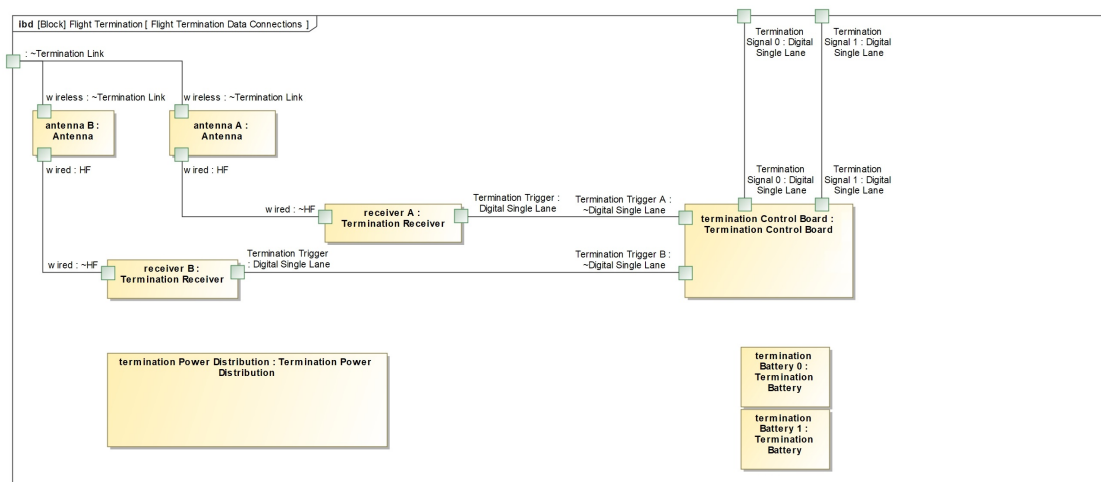 ibd [Block] Flight Termination [ Flight Termination Data Connections ]
: ~Termination Link
Termination
Signal 0 : Digital
Single Lane
Termination
Signal 1 : Digital
Single Lane
wireless : ~Termination Link
wireless : ~Termination Link
antenna B :
Antenna
antenna A :
Antenna
wired : HF
wired : HF
Termination
Signal 0 : Digital
Single Lane
Termination
Signal 1 : Digital
Single Lane
wired : ~HF
receiver A :
Termination Receiver
Termination Trigger :
Digital Single Lane
Termination Trigger A :
~Digital Single Lane
termination Control Board :
Termination Control Board
wired : ~HF
receiver B :
Termination Receiver
Termination Trigger
: Digital Single Lane
Termination Trigger B :
~Digital Single Lane
termination Power Distribution : Termination Power
Distribution
termination
Battery 0 :
Termination
Battery
termination
Battery 1 :
Termination
Battery